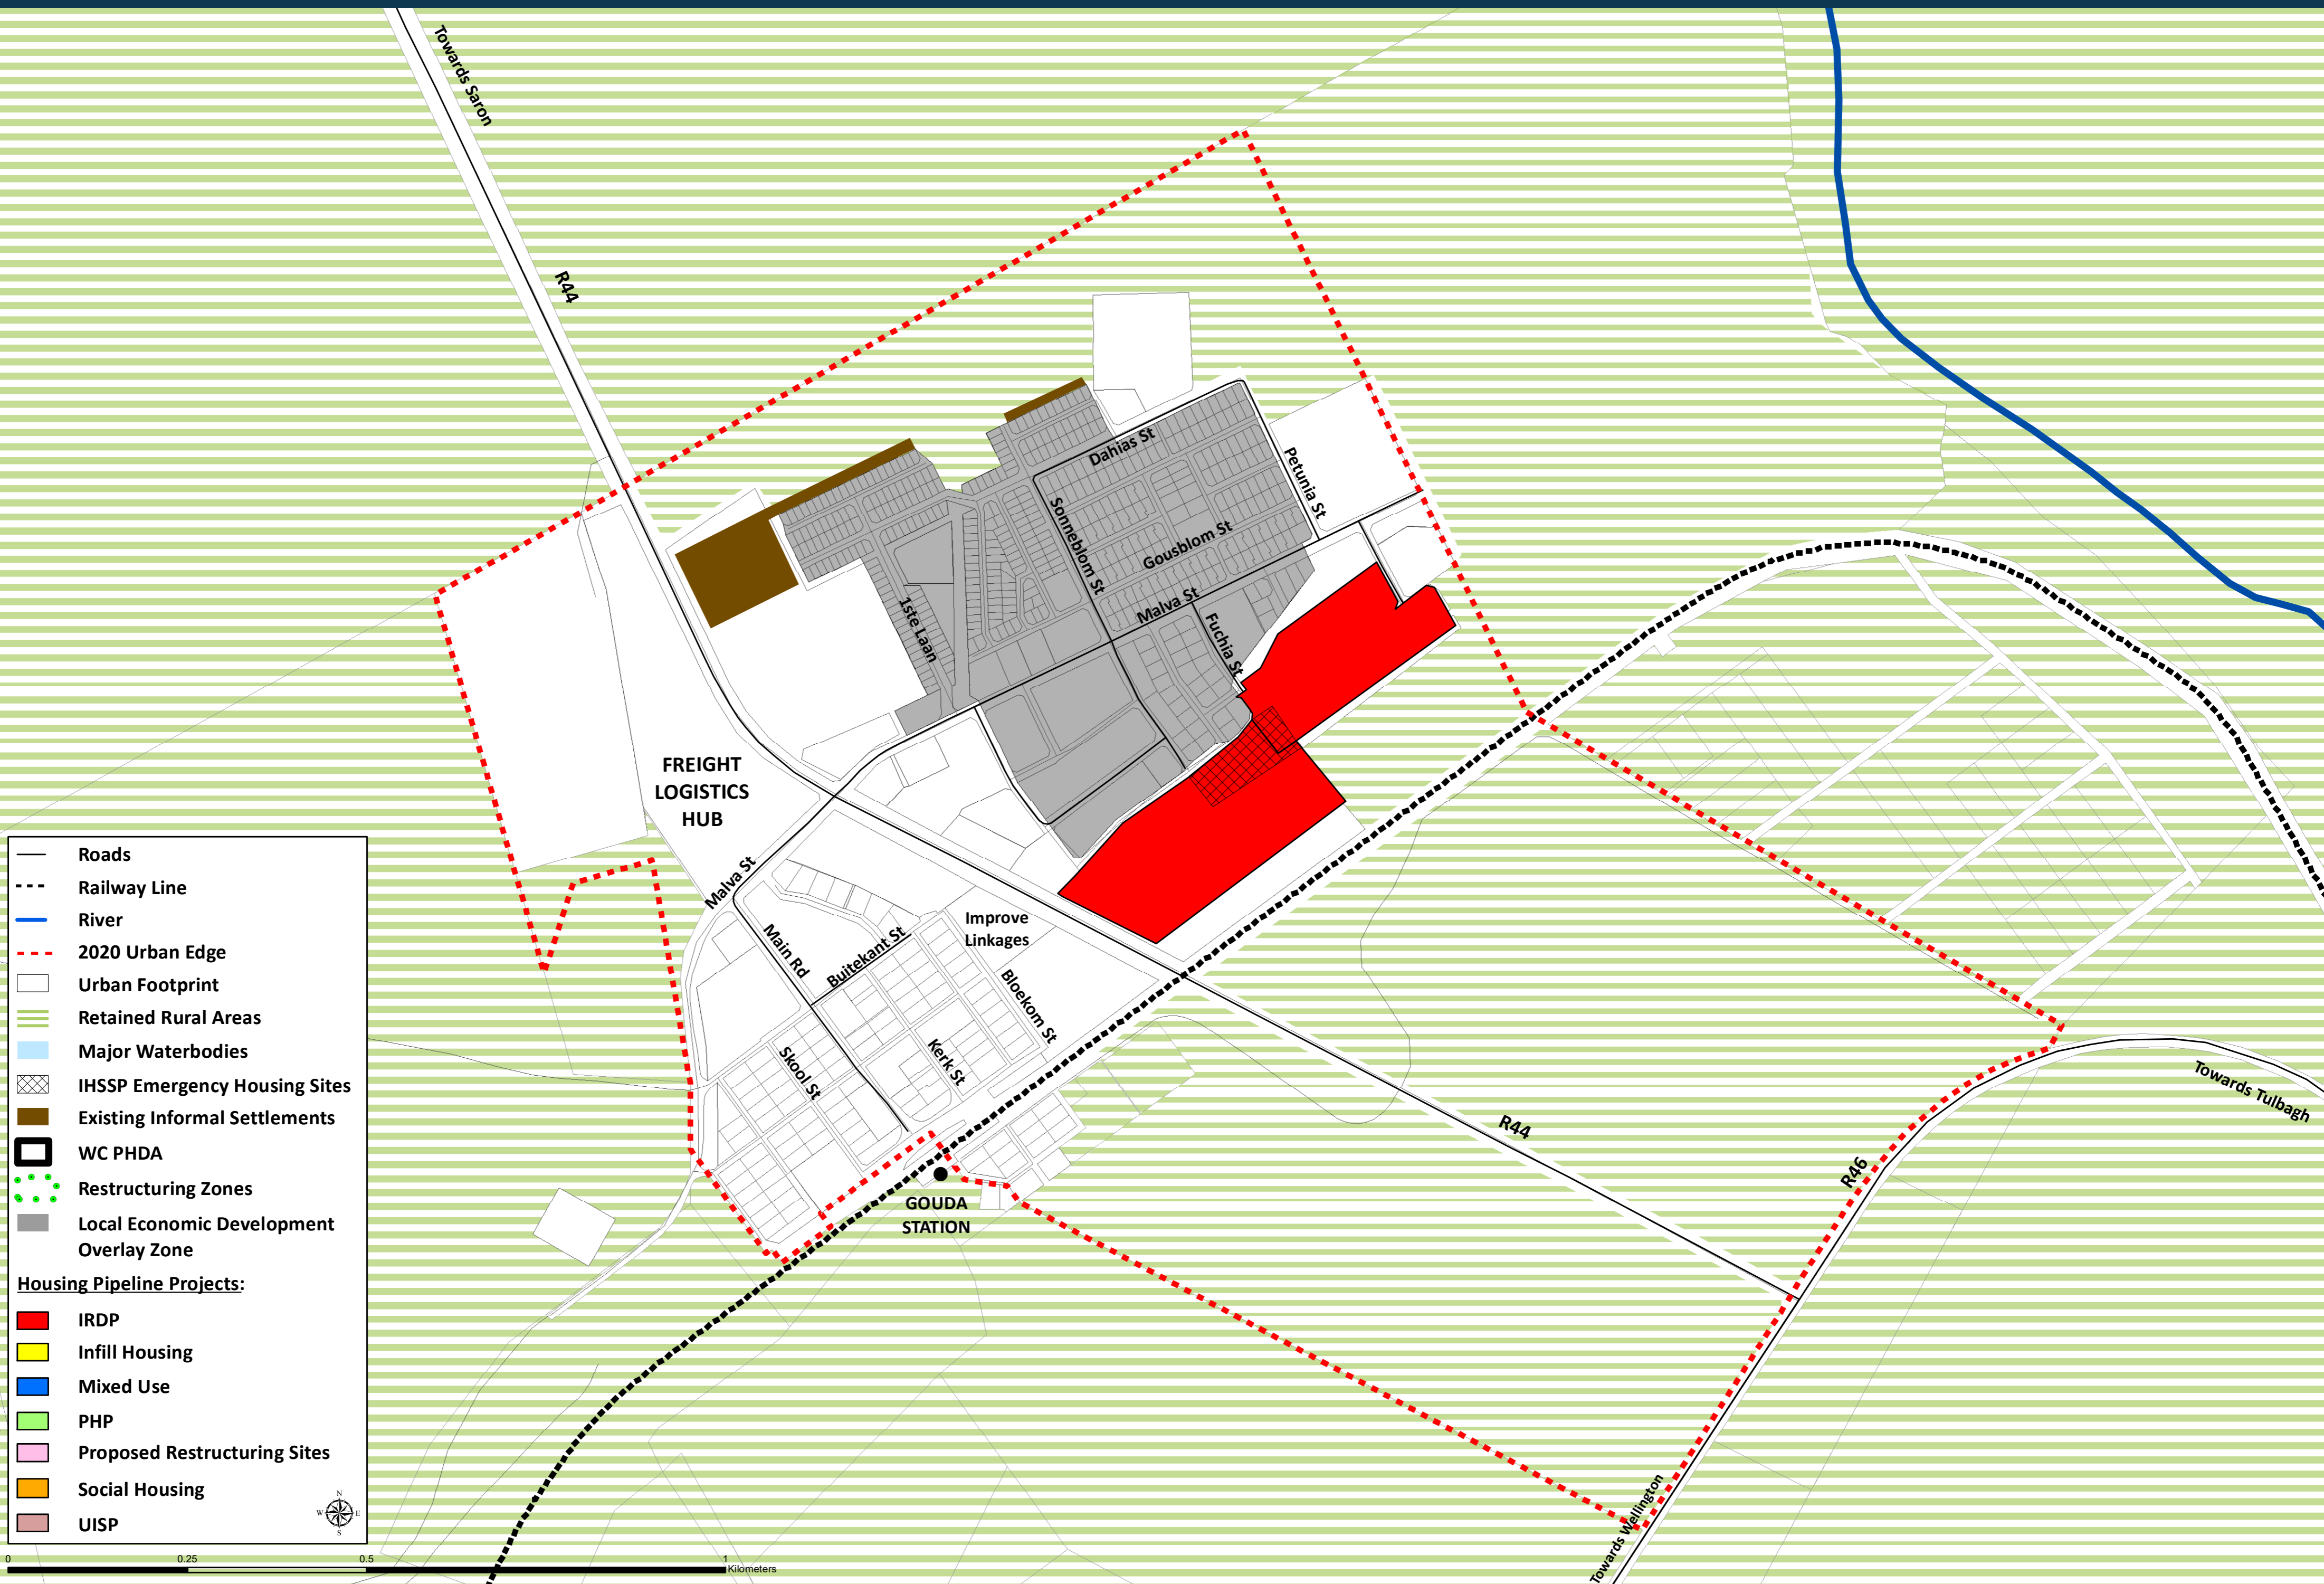 Towards Saron
R44
Dahias St
Petunia St
Sonneblom St
Gousblom St
1ste Laan
Malva St
Fuchia St
FREIGHT
LOGISTICS
HUB
Malva St
Main Rd
Buitekant St
Improve
Linkages
Bloekom St
Skool St
Kerk St
GOUDA
STATION
R44
R46
Towards Tulbagh
Towards Wellington
Roads
Railway Line
River
2020 Urban Edge
Urban Footprint
Retained Rural Areas
Major Waterbodies
IHSSP Emergency Housing Sites
Existing Informal Settlements
WC PHDA
Restructuring Zones
Local Economic Development
Overlay Zone
Housing Pipeline Projects:
IRDP
Infill Housing
Mixed Use
PHP
Proposed Restructuring Sites
Social Housing
UISP
N
W E
S
0 0.25 0.5 1
Kilometers